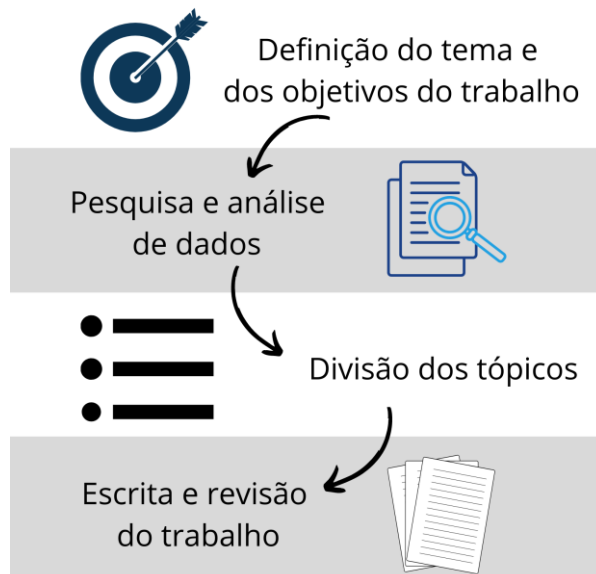 Definição do tema e
dos objetivos do trabalho
Pesquisa e análise
de dados
Divisão dos tópicos
Escrita e revisão
do trabalho